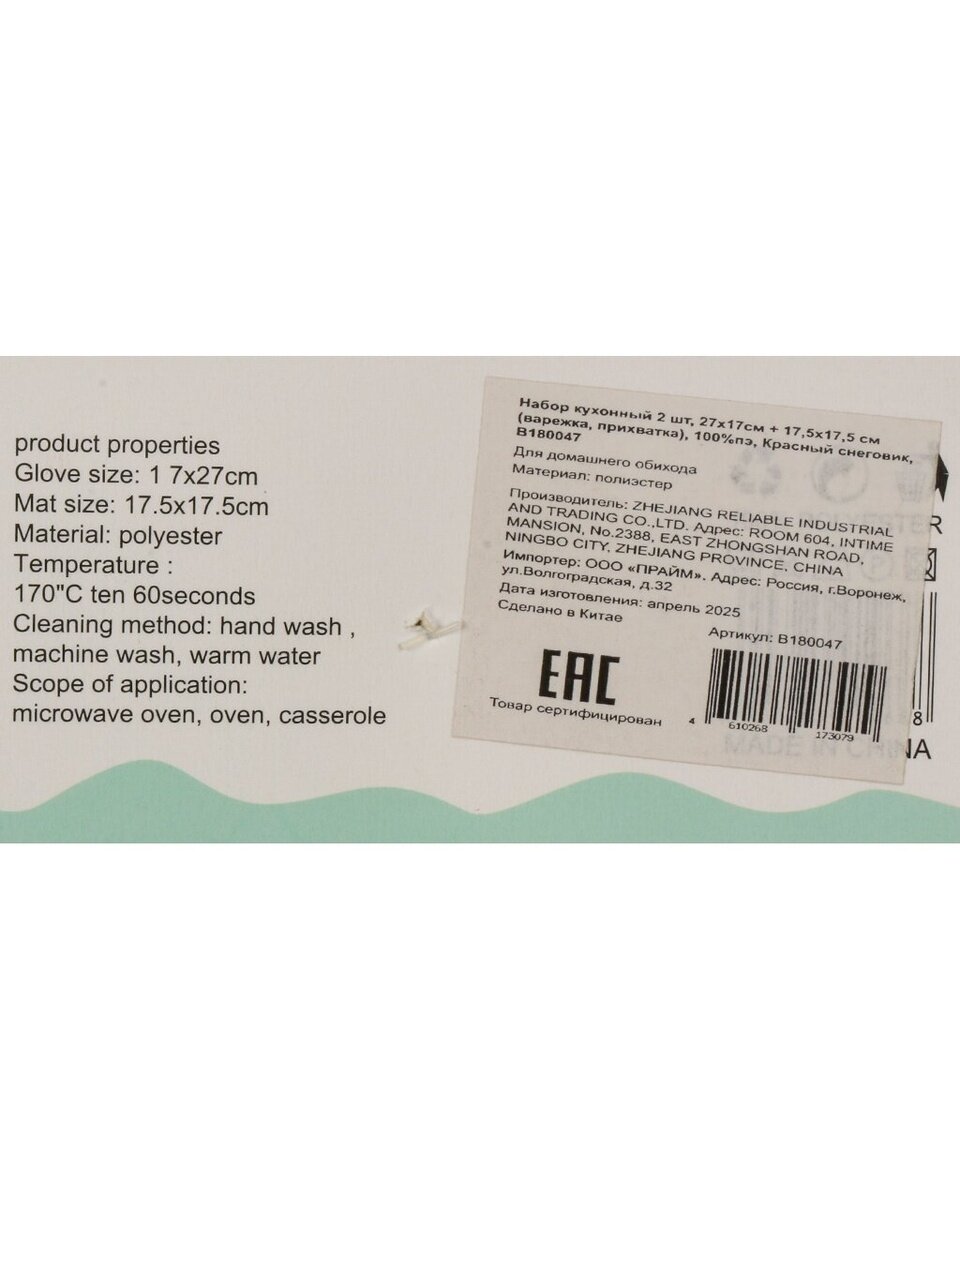 product properties
Glove size: 1 7x27cm
Mat size: 17.5x17.5cm
Material: polyester
Temperature :
170"C ten 60seconds
Cleaning method: hand wash ,
machine wash, warm water
Scope of application:
microwave oven, oven, casserole
Набор кухонный 2 шт, 27х17см + 17,5х17,5 см
(варежка, прихватка), 100%пэ, Красный снеговик,
B180047
Для домашнего обихода
Материал: полиэстер
Производитель: ZHEJIANG RELIABLE INDUSTRIAL
AND TRADING CO.,LTD. Адрес: ROOM 604, INTIME
MANSION, No.2388, EAST ZHONGSHAN ROAD,
NINGBO CITY, ZHEJIANG PROVINCE, CHINA
Импортер: ООО «ПРАЙМ». Адрес: Россия, г.Воронеж,
ул.Волгоградская, д.32
Дата изготовления: апрель 2025
Сделано в Китае
Артикул: B180047
EAC
Товар сертифицирован
4 610268 173079
8
MADE IN CHINA